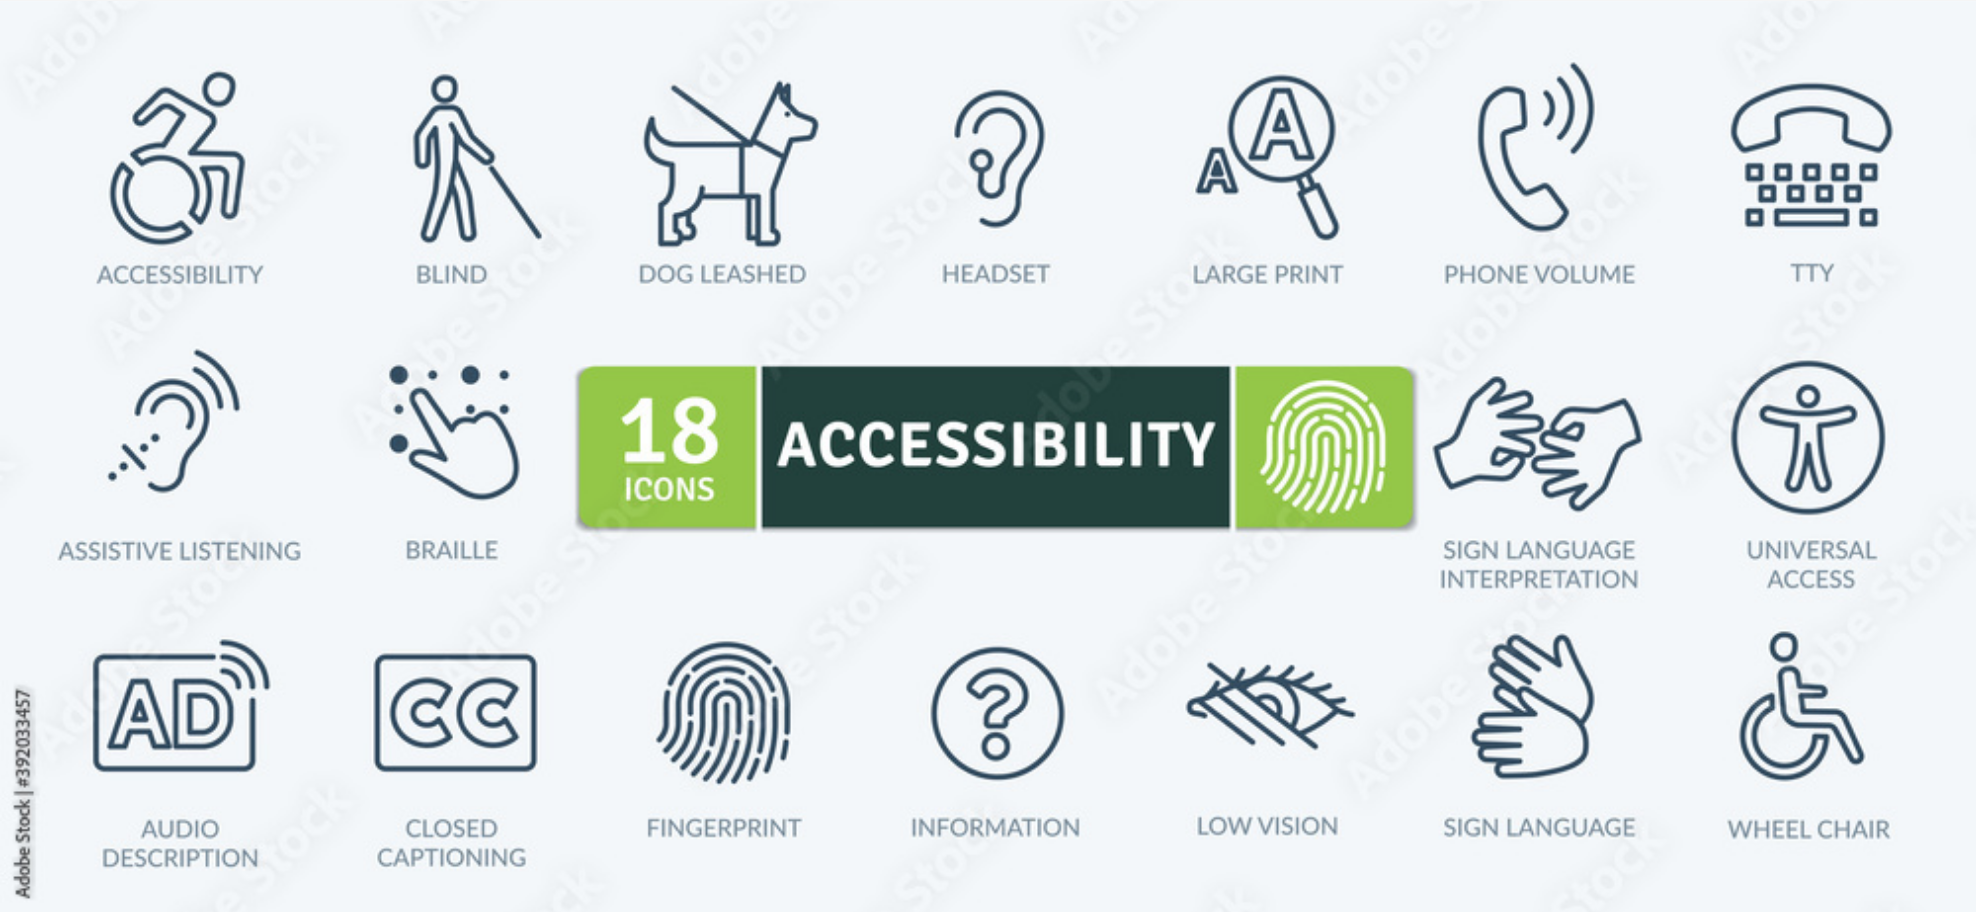 ACCESSIBILITY
BLIND
DOG LEASHED
HEADSET
A A
LARGE PRINT
PHONE VOLUME
TTY
ASSISTIVE LISTENING
BRAILLE
18
ICONS
ACCESSIBILITY
SIGN LANGUAGE
INTERPRETATION
UNIVERSAL
ACCESS
AD
AUDIO
DESCRIPTION
CC
CLOSED
CAPTIONING
FINGERPRINT
?
INFORMATION
LOW VISION
SIGN LANGUAGE
WHEEL CHAIR
Adobe Stock | #392033457
Adobe Stock